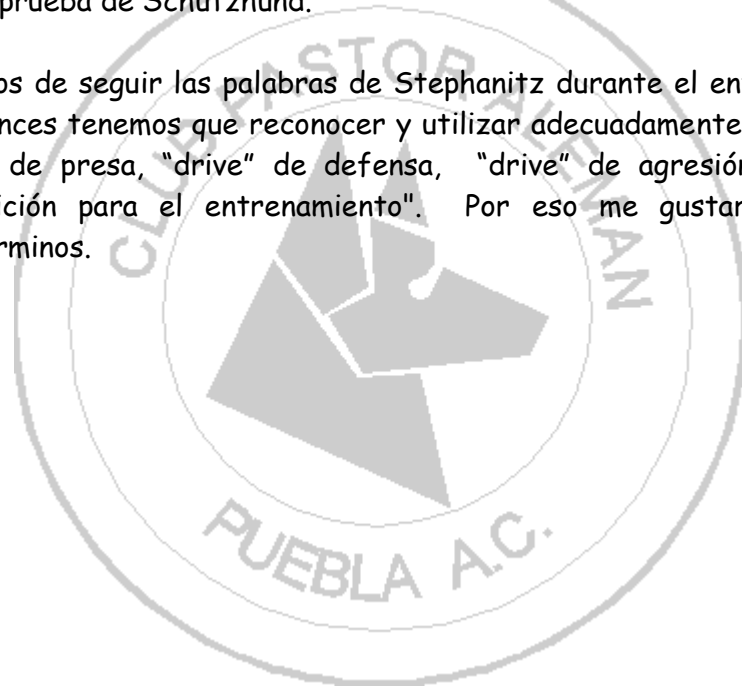 prueba de Schutzhund.
os de seguir las palabras de Stephanitz durante el en
nces tenemos que reconocer y utilizar adecuadamente
de presa, “drive” de defensa, “drive” de agresión
ición para el entrenamiento". Por eso me gustar
rminos.
CLUB PASTOR ALEMAN
PUEBLA A.C.